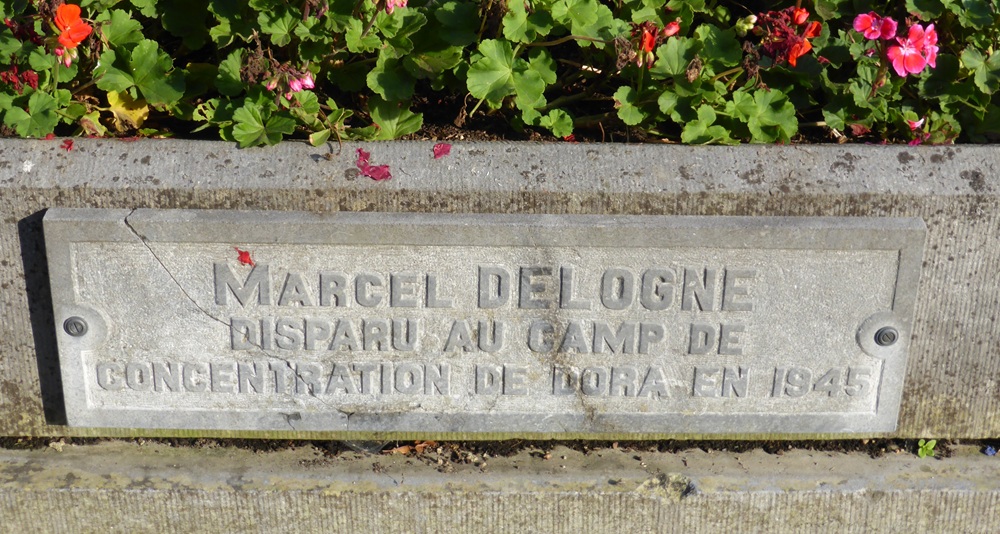 MARCEL DELOGNE
DISPARU AU CAMP DE
CONCENTRATION DE DORA EN 1945